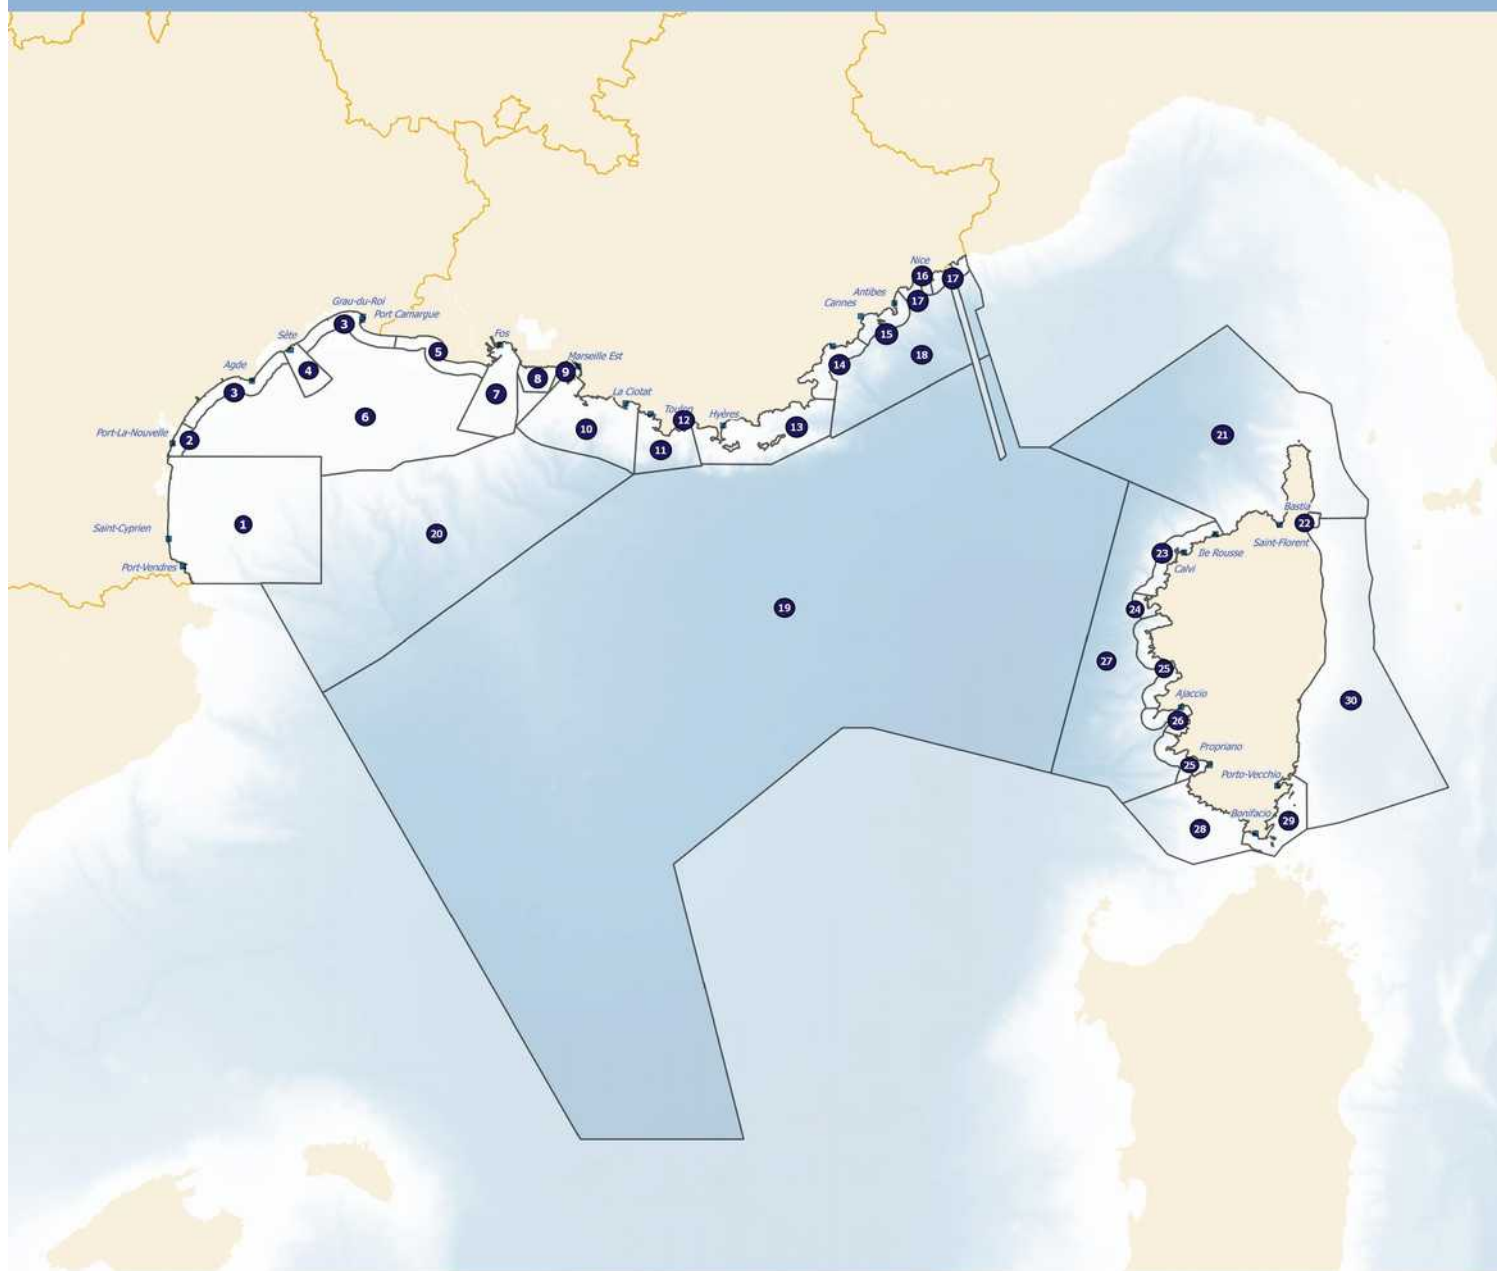 Nice
16
17
Antibes
17
Cannes
15
18
14
Grau-du-Roi
Port Camargue
3
Sète
5
Fos
Marseille Est
9
8
4
Agde
3
7
La Ciotat
Toulon
12
Hyères
13
6
10
11
Port-La-Nouvelle
2
21
1
20
Saint-Cyprien
Port-Vendres
Bastia
22
Saint-Florent
Ile Rousse
23
Calvi
24
19
27
25
Ajaccio
26
30
Propriano
25
Porto-Vecchio
Bonifacio
29
28